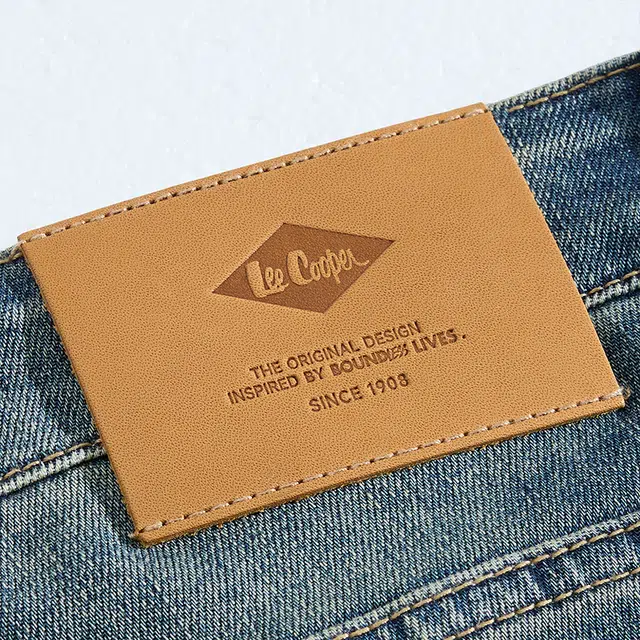 Lee Cooper
THE ORIGINAL DESIGN
INSPIRED BY BOUNDLESS LIVES.
SINCE 1908